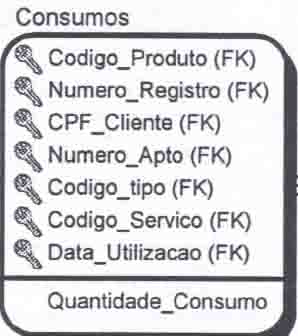 Consumos
Codigo_Produto (FK)
Numero_Registro (FK)
CPF_Cliente (FK)
Numero_Apto (FK)
Codigo_tipo (FK)
Codigo_Servico (FK)
Data_Utilizacao (FK)
Quantidade_Consumo